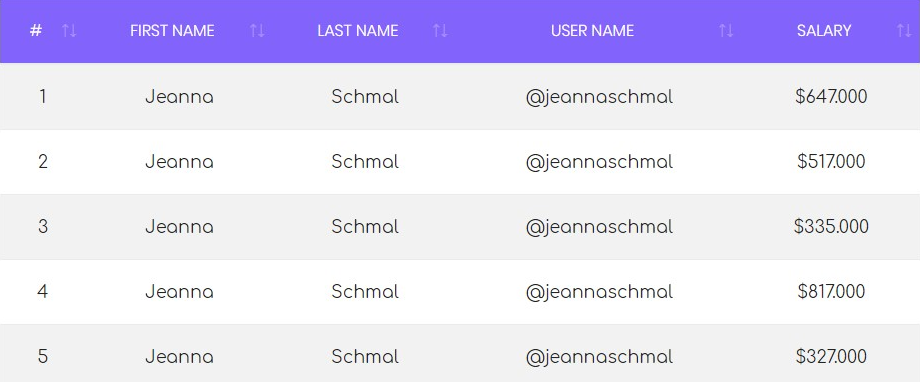 # FIRST NAME LAST NAME USER NAME SALARY
1 Jeanna Schmal @jeannaschmal $647.000
2 Jeanna Schmal @jeannaschmal $517.000
3 Jeanna Schmal @jeannaschmal $335.000
4 Jeanna Schmal @jeannaschmal $817.000
5 Jeanna Schmal @jeannaschmal $327.000